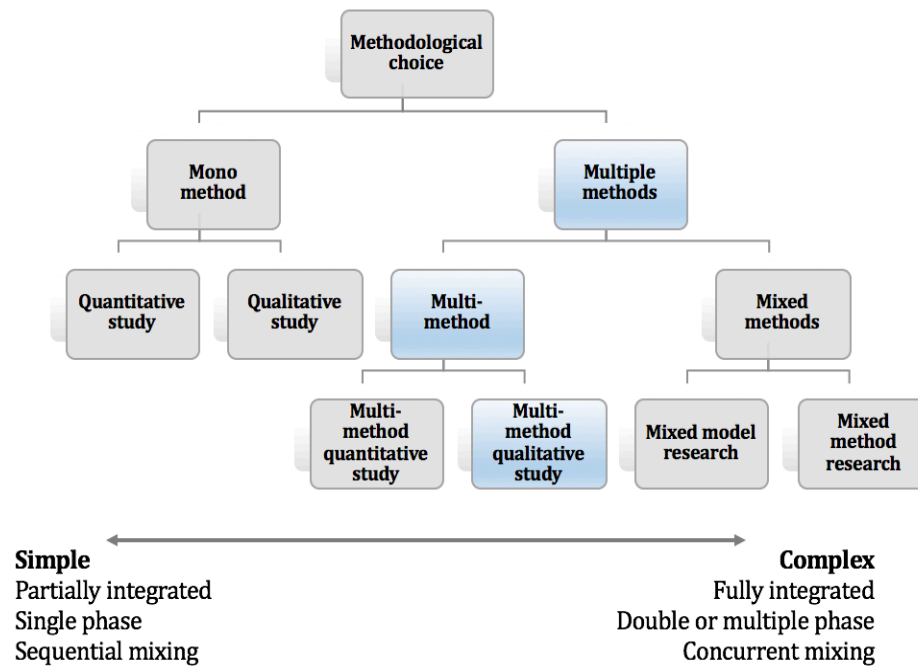 Methodological
choice
Mono
method
Multiple
methods
Quantitative
study
Qualitative
study
Multi-
method
Mixed
methods
Multi-
method
quantitative
study
Multi-
method
qualitative
study
Mixed model
research
Mixed
method
research
Simple
Partially integrated
Single phase
Sequential mixing
Complex
Fully integrated
Double or multiple phase
Concurrent mixing